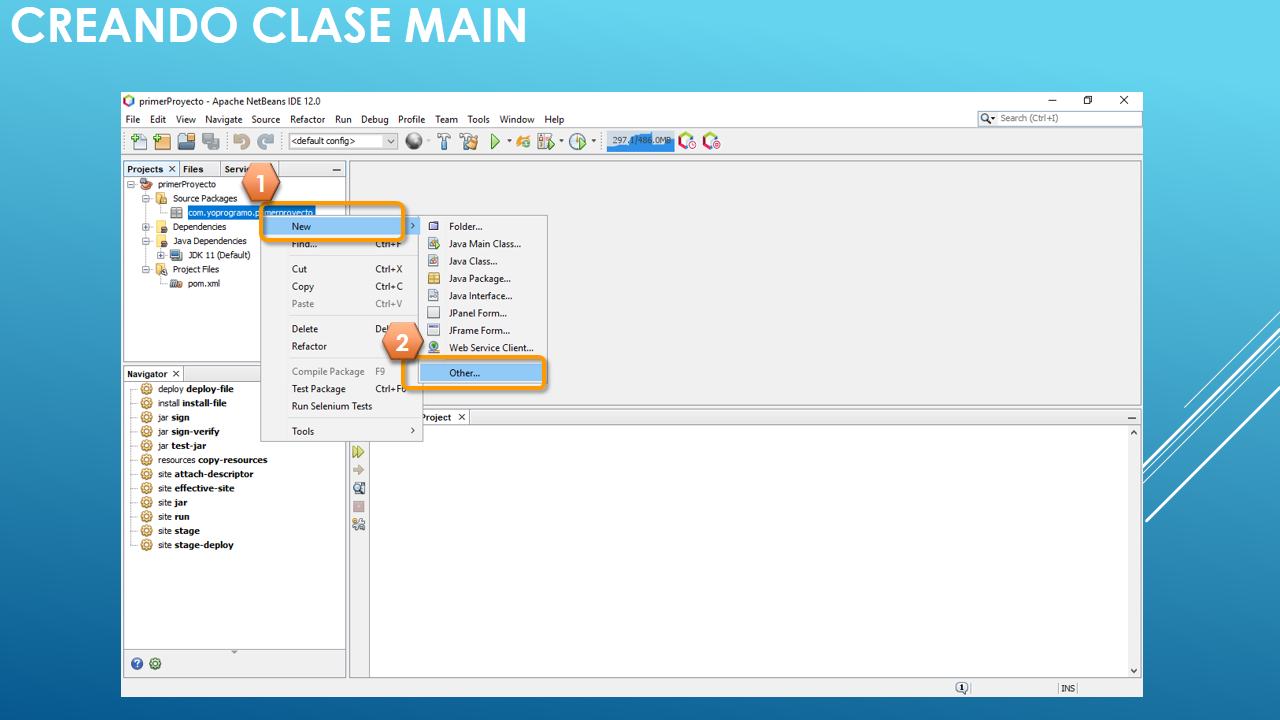 CREANDO CLASE MAIN
primerProyecto - Apache NetBeans IDE 12.0
File Edit View Navigate Source Refactor Run Debug Profile Team Tools Window Help
Search (Ctrl+I)
<default config>
297,1/486,0MB
Projects Files
primerProyecto
Source Packages
com.yoprogramo.primerproyecto
Dependencies
Java Dependencies
JDK 11 (Default)
Project Files
pom.xml
1
New
Find... Ctrl+F
Cut Ctrl+X
Copy Ctrl+C
Paste Ctrl+V
Delete
Refactor
Compile Package F9
Test Package Ctrl+F6
Run Selenium Tests
Tools
Folder...
Java Main Class...
Java Class...
Java Package...
Java Interface...
JPanel Form...
JFrame Form...
Web Service Client...
2
Other...
Navigator
deploy deploy-file
install install-file
jar sign
jar sign-verify
jar test-jar
resources copy-resources
site attach-descriptor
site effective-site
site jar
site run
site stage
site stage-deploy
Project
1
INS